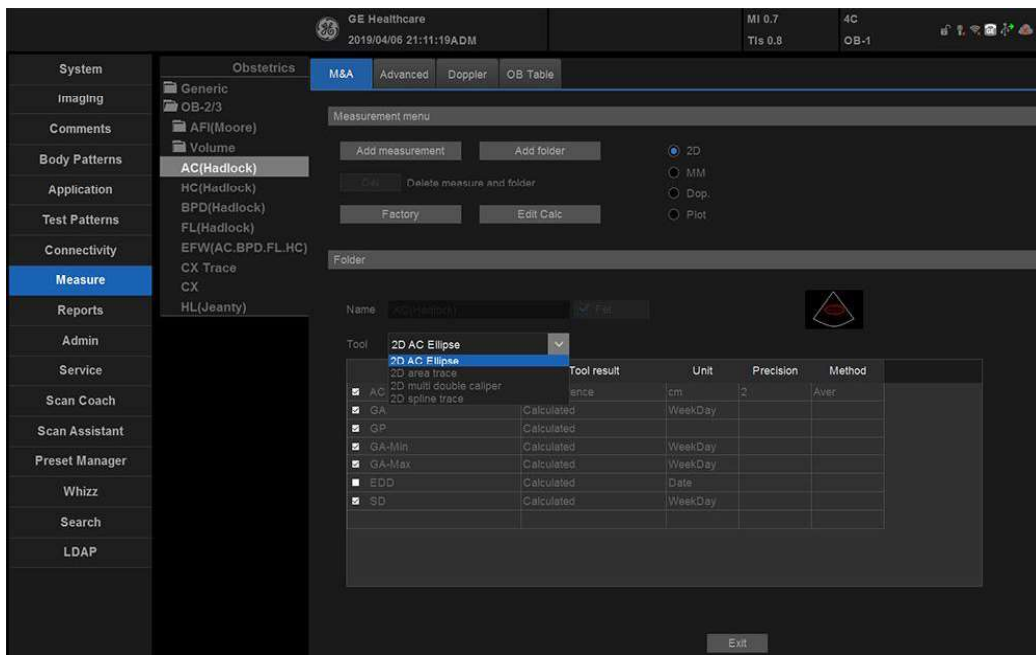 GE Healthcare
2019/04/06 21:11:19ADM
MI 0.7
TIs 0.8
4C
OB-1
System
Imaging
Comments
Body Patterns
Application
Test Patterns
Connectivity
Measure
Reports
Admin
Service
Scan Coach
Scan Assistant
Preset Manager
Whizz
Search
LDAP
Obstetrics
Generic
OB-2/3
AFI(Moore)
Volume
AC(Hadlock)
HC(Hadlock)
BPD(Hadlock)
FL(Hadlock)
EFW(AC.BPD.FL.HC)
CX Trace
CX
HL(Jeanty)
M&A Advanced Doppler OB Table
Measurement menu
Add measurement Add folder
Del Delete measure and folder
Factory Edit Calc
2D
MM
Dop.
Plot
Folder
Name AC(Hadlock)
Tool 2D AC Ellipse
2D AC Ellipse
2D area trace
2D multi double caliper
2D spline trace
Tool result Unit Precision Method
AC ence cm 2 Aver
GA Calculated WeekDay
GP Calculated
GA-Min Calculated WeekDay
GA-Max Calculated WeekDay
EDD Calculated Date
SD Calculated WeekDay
Exit